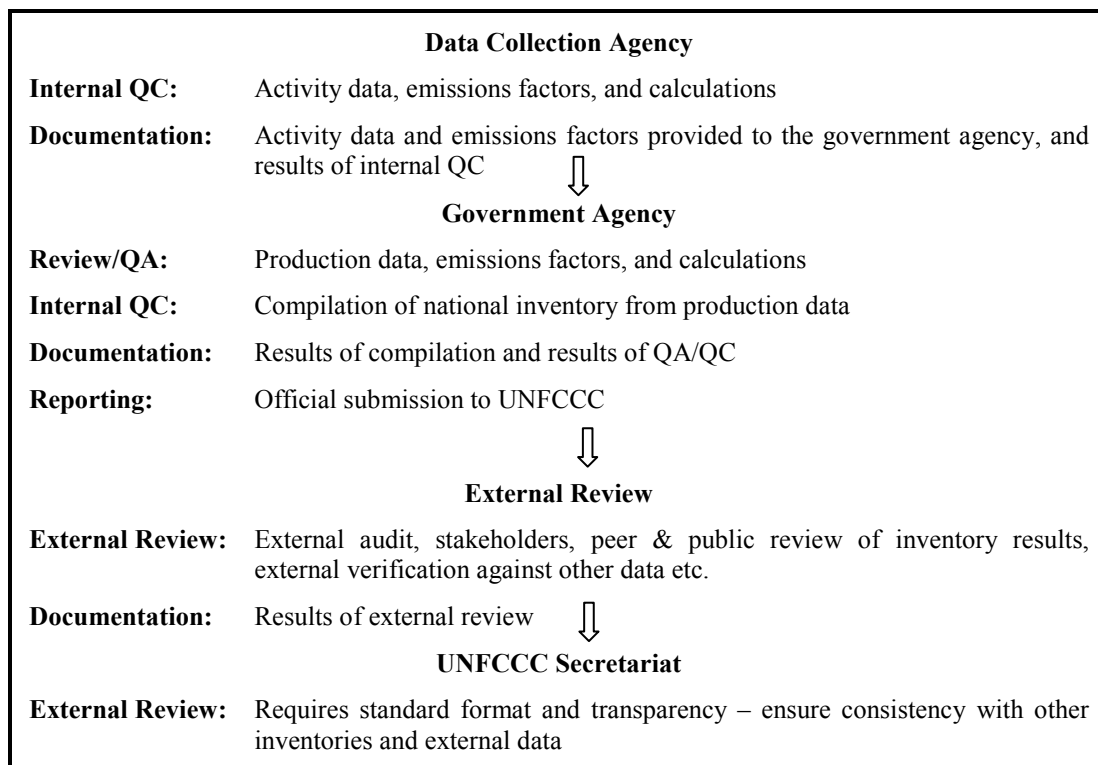 Data Collection Agency
Internal QC: Activity data, emissions factors, and calculations
Documentation: Activity data and emissions factors provided to the government agency, and
results of internal QC
Government Agency
Review/QA: Production data, emissions factors, and calculations
Internal QC: Compilation of national inventory from production data
Documentation: Results of compilation and results of QA/QC
Reporting: Official submission to UNFCCC
External Review
External Review: External audit, stakeholders, peer & public review of inventory results,
external verification against other data etc.
Documentation: Results of external review
UNFCCC Secretariat
External Review: Requires standard format and transparency – ensure consistency with other
inventories and external data